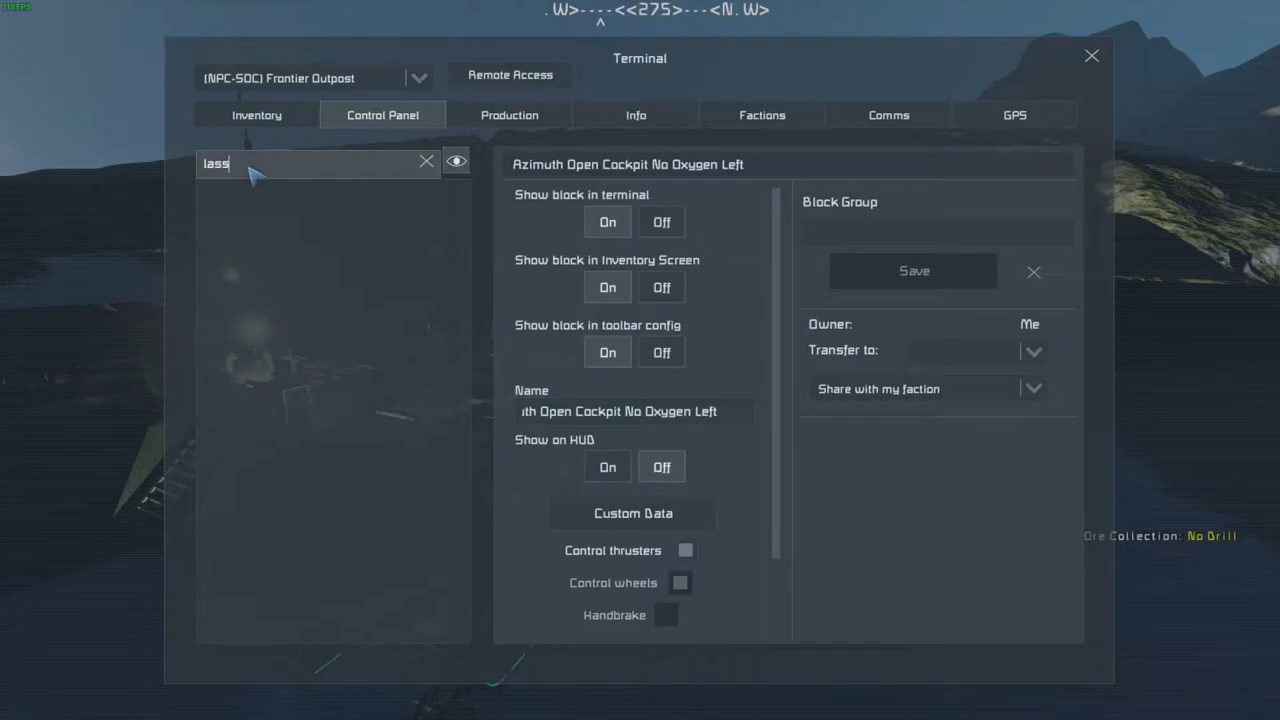 110 FPS
.W>----<<275>---<N.W>
^
Terminal
(NPC-SOC) Frontier Outpost
Remote Access
Inventory
Control Panel
Production
Info
Factions
Comms
GPS
lass
Azimuth Open Cockpit No Oxygen Left
Show block in terminal
On Off
Show block in Inventory Screen
On Off
Show block in toolbar config
On Off
Name
ith Open Cockpit No Oxygen Left
Show on HUD
On Off
Custom Data
Control thrusters
Control wheels
Handbrake
Block Group
Save
Owner: Me
Transfer to:
Share with my faction
Ore Collection: No Drill